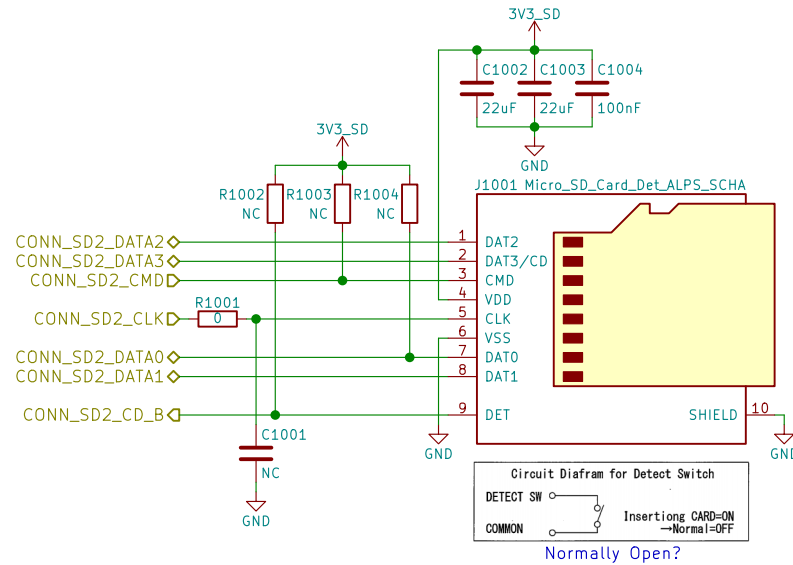 3V3_SD
C1002
C1003
C1004
22uF
22uF
100nF
GND
3V3_SD
R1002
R1003
R1004
NC
NC
NC
J1001 Micro_SD_Card_Det_ALPS_SCHA
CONN_SD2_DATA2
1
DAT2
CONN_SD2_DATA3
2
DAT3/CD
CONN_SD2_CMD
3
CMD
4
VDD
R1001
CONN_SD2_CLK
0
5
CLK
6
VSS
CONN_SD2_DATA0
7
DAT0
CONN_SD2_DATA1
8
DAT1
CONN_SD2_CD_B
9
DET
SHIELD
10
C1001
NC
GND
GND
GND
Circuit Diafram for Detect Switch
DETECT SW
Insertiong CARD=ON
→Normal=OFF
COMMON
Normally Open?